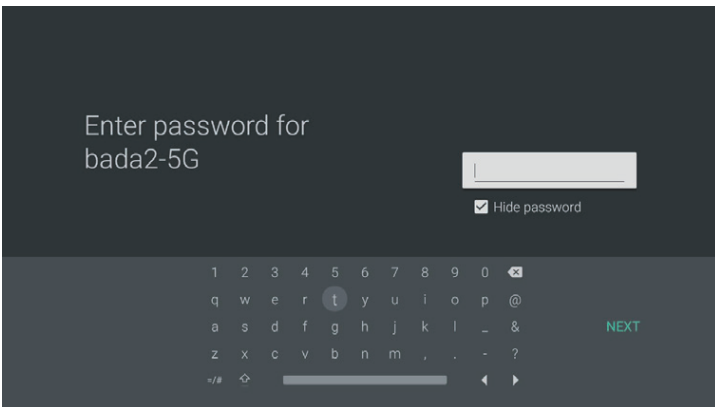 Enter password for
bada2-5G
Hide password
1 2 3 4 5 6 7 8 9 0
q w e r t y u i o p @
a s d f g h j k l _ &
NEXT
z x c v b n m , . - ?
=/#